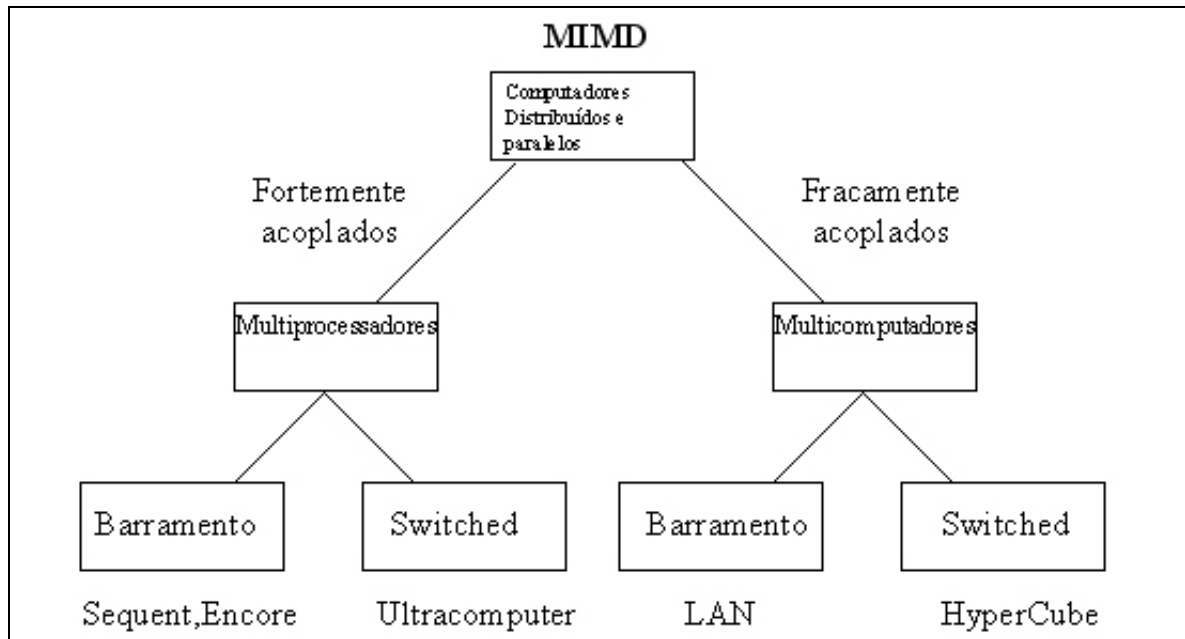 MIMD
Computadores
Distribuídos e
paralelos
Fortemente
acoplados
Fracamente
acoplados
Multiprocessadores
Multicomputadores
Barramento
Switched
Barramento
Switched
Sequent,Encore
Ultracomputer
LAN
HyperCube